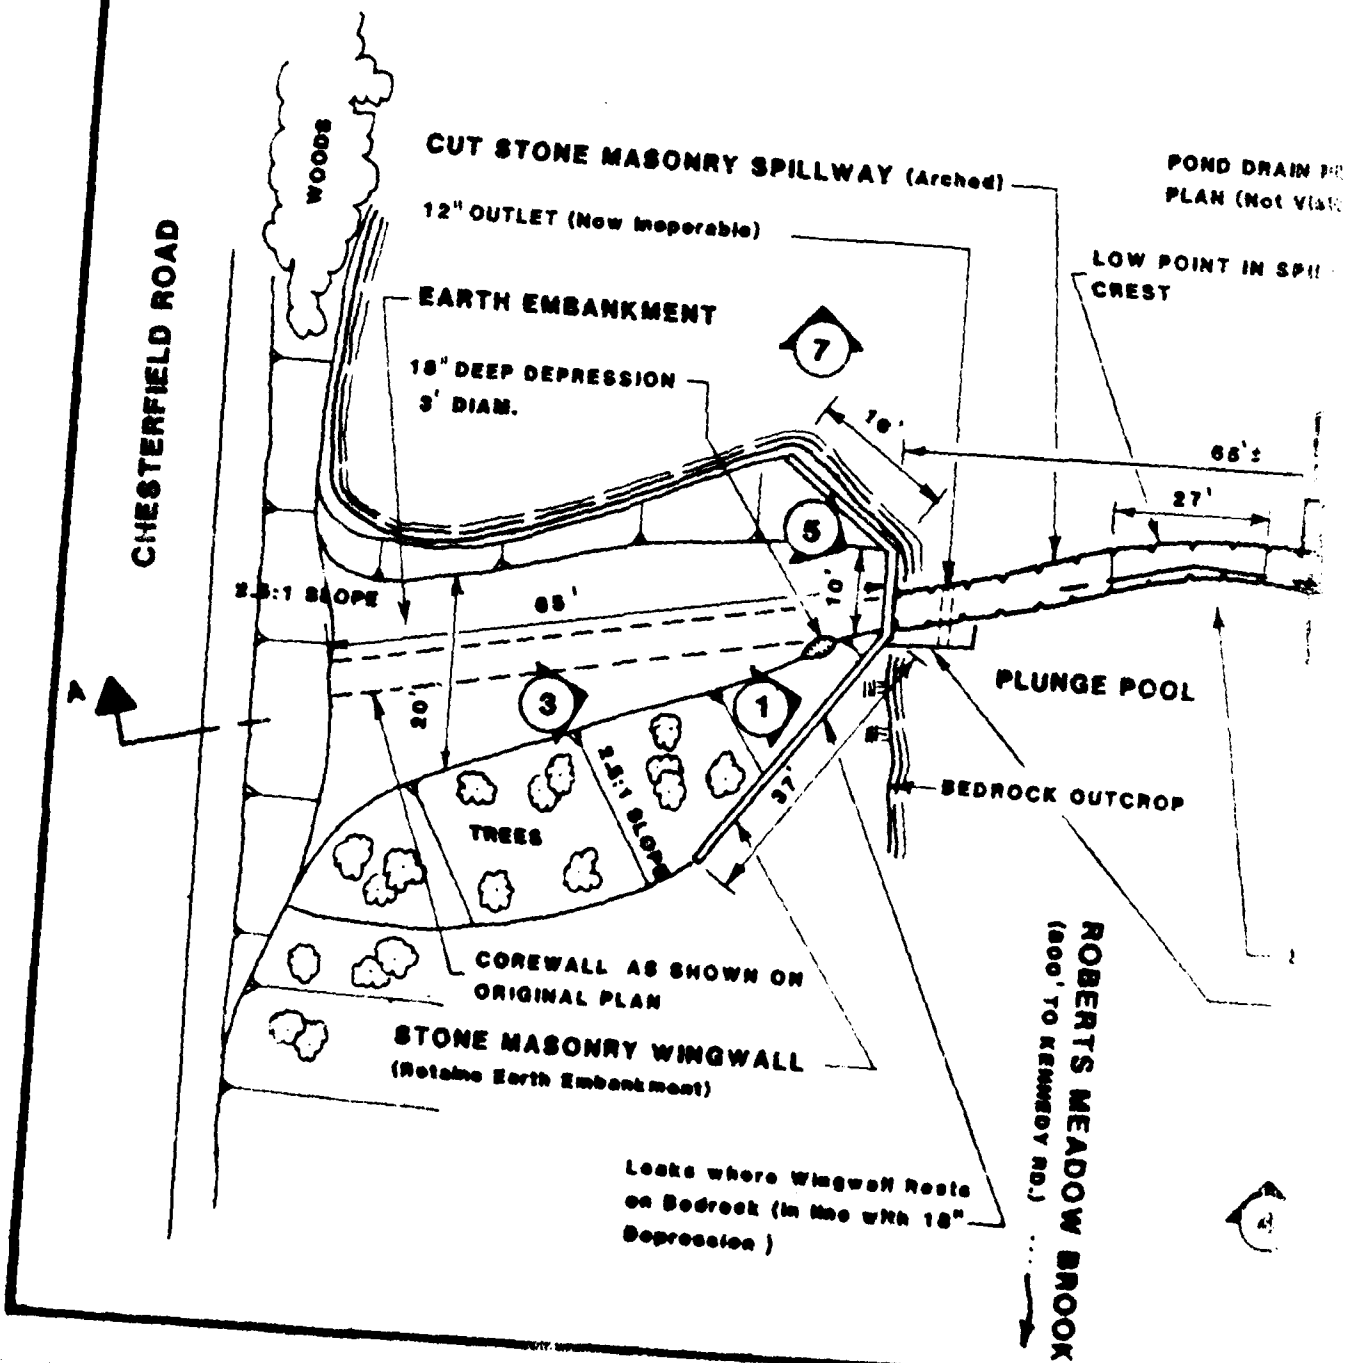 WOODS
CUT STONE MASONRY SPILLWAY (Arched)
POND DRAIN
PLAN (Not
12" OUTLET (Now Inoperable)
LOW POINT IN
CREST
CHESTERFIELD ROAD
EARTH EMBANKMENT
7
18" DEEP DEPRESSION
3' DIAM.
65'±
27'
5
2.5:1 SLOPE
65'
10'
A
20'
3
1
PLUNGE POOL
2.5:1 SLOPE
37'
BEDROCK OUTCROP
TREES
COREWALL AS SHOWN ON
ORIGINAL PLAN
STONE MASONRY WINGWALL
(Retains Earth Embankment)
ROBERTS MEADOW BROOK
(800' TO KENNEDY RD.)
Leaks where Wingwall Rests
on Bedrock (in line with 18"
Depression )